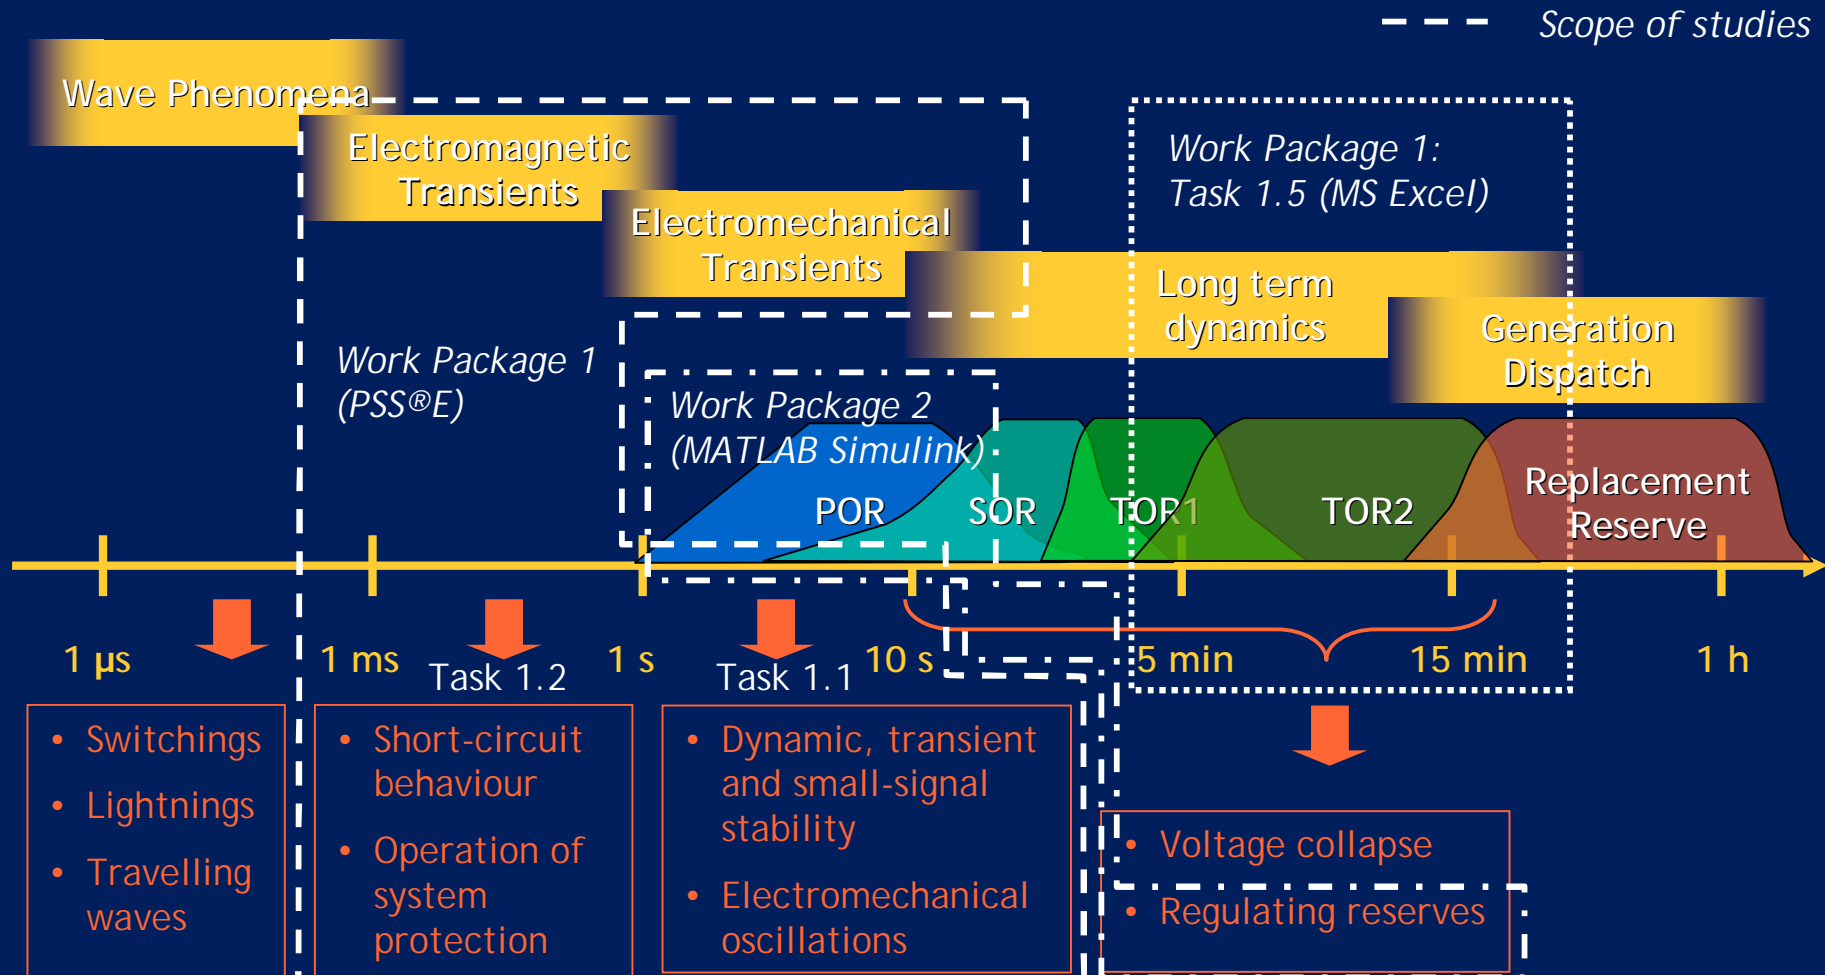 Scope of studies
Wave Phenomena
Electromagnetic
Transients
Electromechanical
Transients
Work Package 1:
Task 1.5 (MS Excel)
Long term
dynamics
Generation
Dispatch
Work Package 1
(PSS®E)
Work Package 2
(MATLAB Simulink)
POR
SOR
TOR1
TOR2
Replacement
Reserve
1 µs
1 ms
1 s
10 s
5 min
15 min
1 h
Task 1.2
Task 1.1
• Switchings
• Lightnings
• Travelling
waves
• Short-circuit
behaviour
• Operation of
system
protection
• Dynamic, transient
and small-signal
stability
• Electromechanical
oscillations
• Voltage collapse
• Regulating reserves